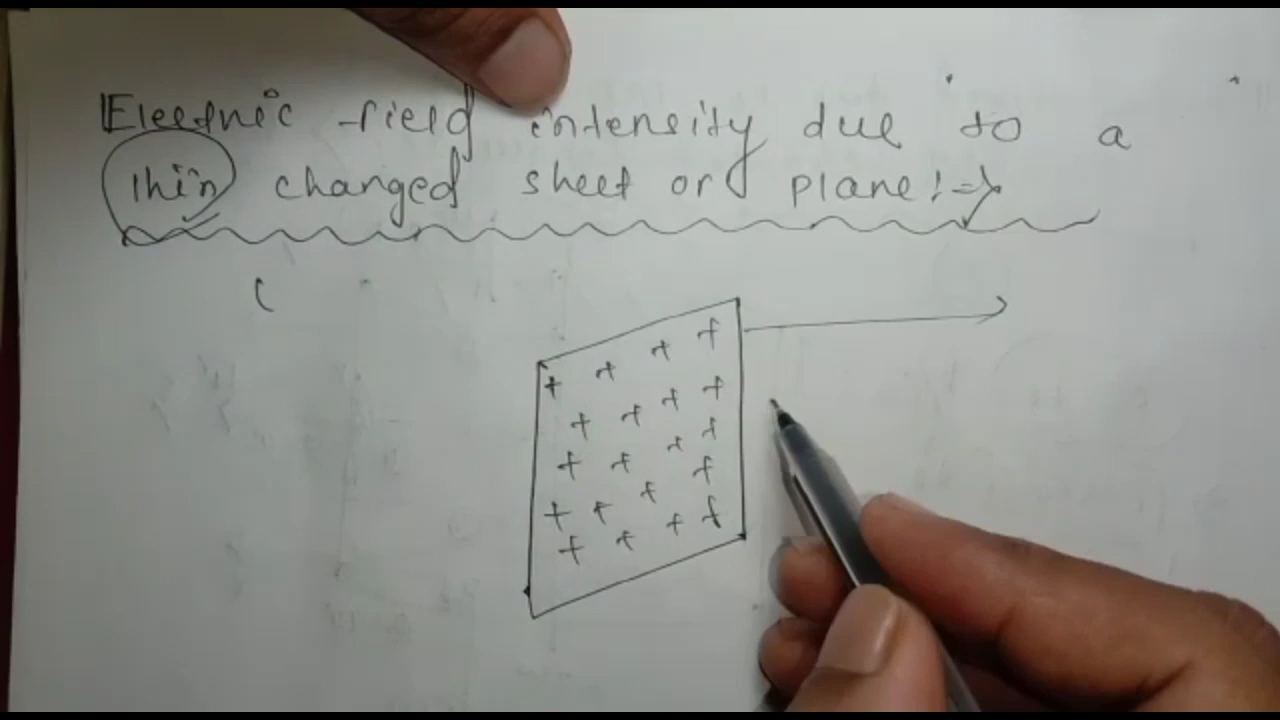 Electric field intensity due to a
thin charged sheet or plane:⇒
(
+ + + +
+ + + +
+ + + +
+ + + +
+ + + +